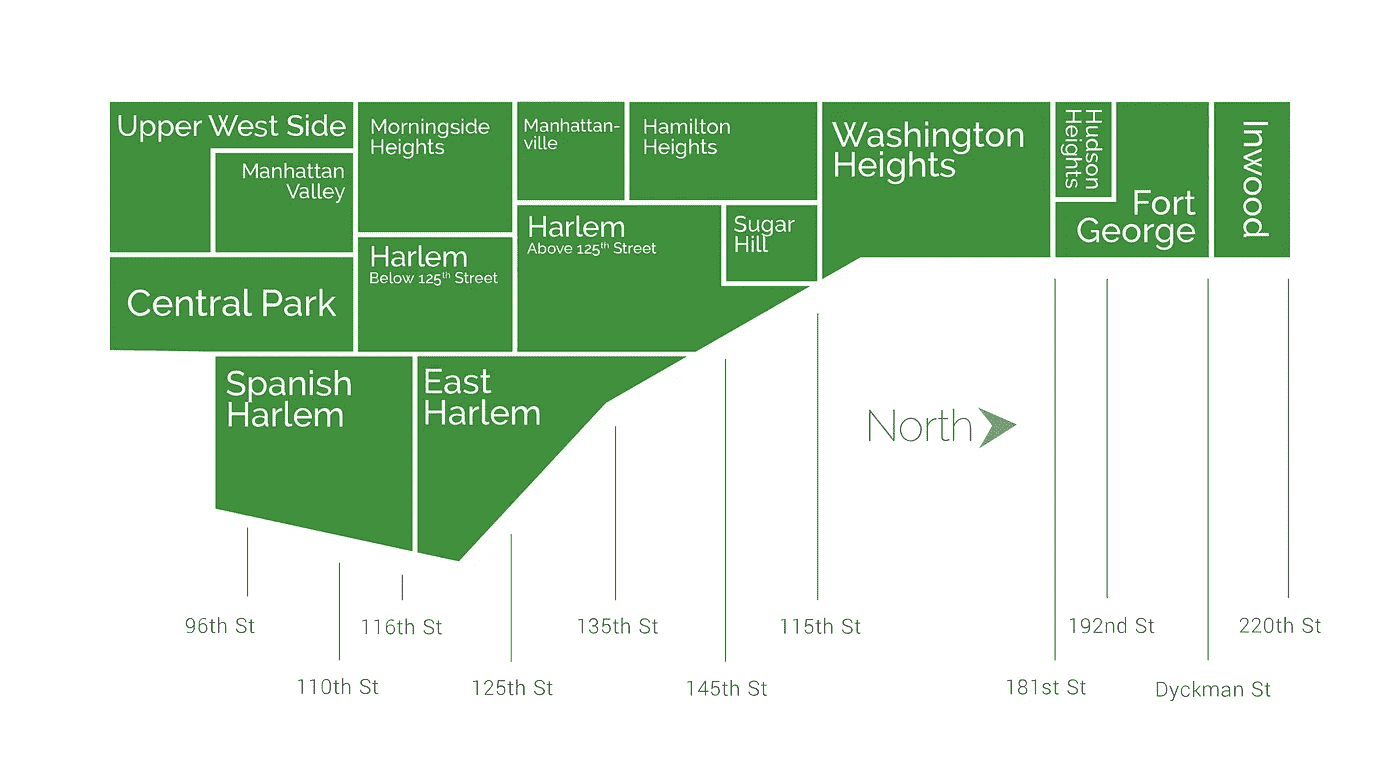 Upper West Side
Manhattan
Valley
Central Park
Morningside
Heights
Harlem
Below 125th Street
Manhattan-
ville
Hamilton
Heights
Harlem
Above 125th Street
Sugar
Hill
Washington
Heights
Hudson
Heights
Fort
George
Inwood
Spanish
Harlem
East
Harlem
North
96th St
110th St
116th St
125th St
135th St
145th St
115th St
181st St
192nd St
Dyckman St
220th St